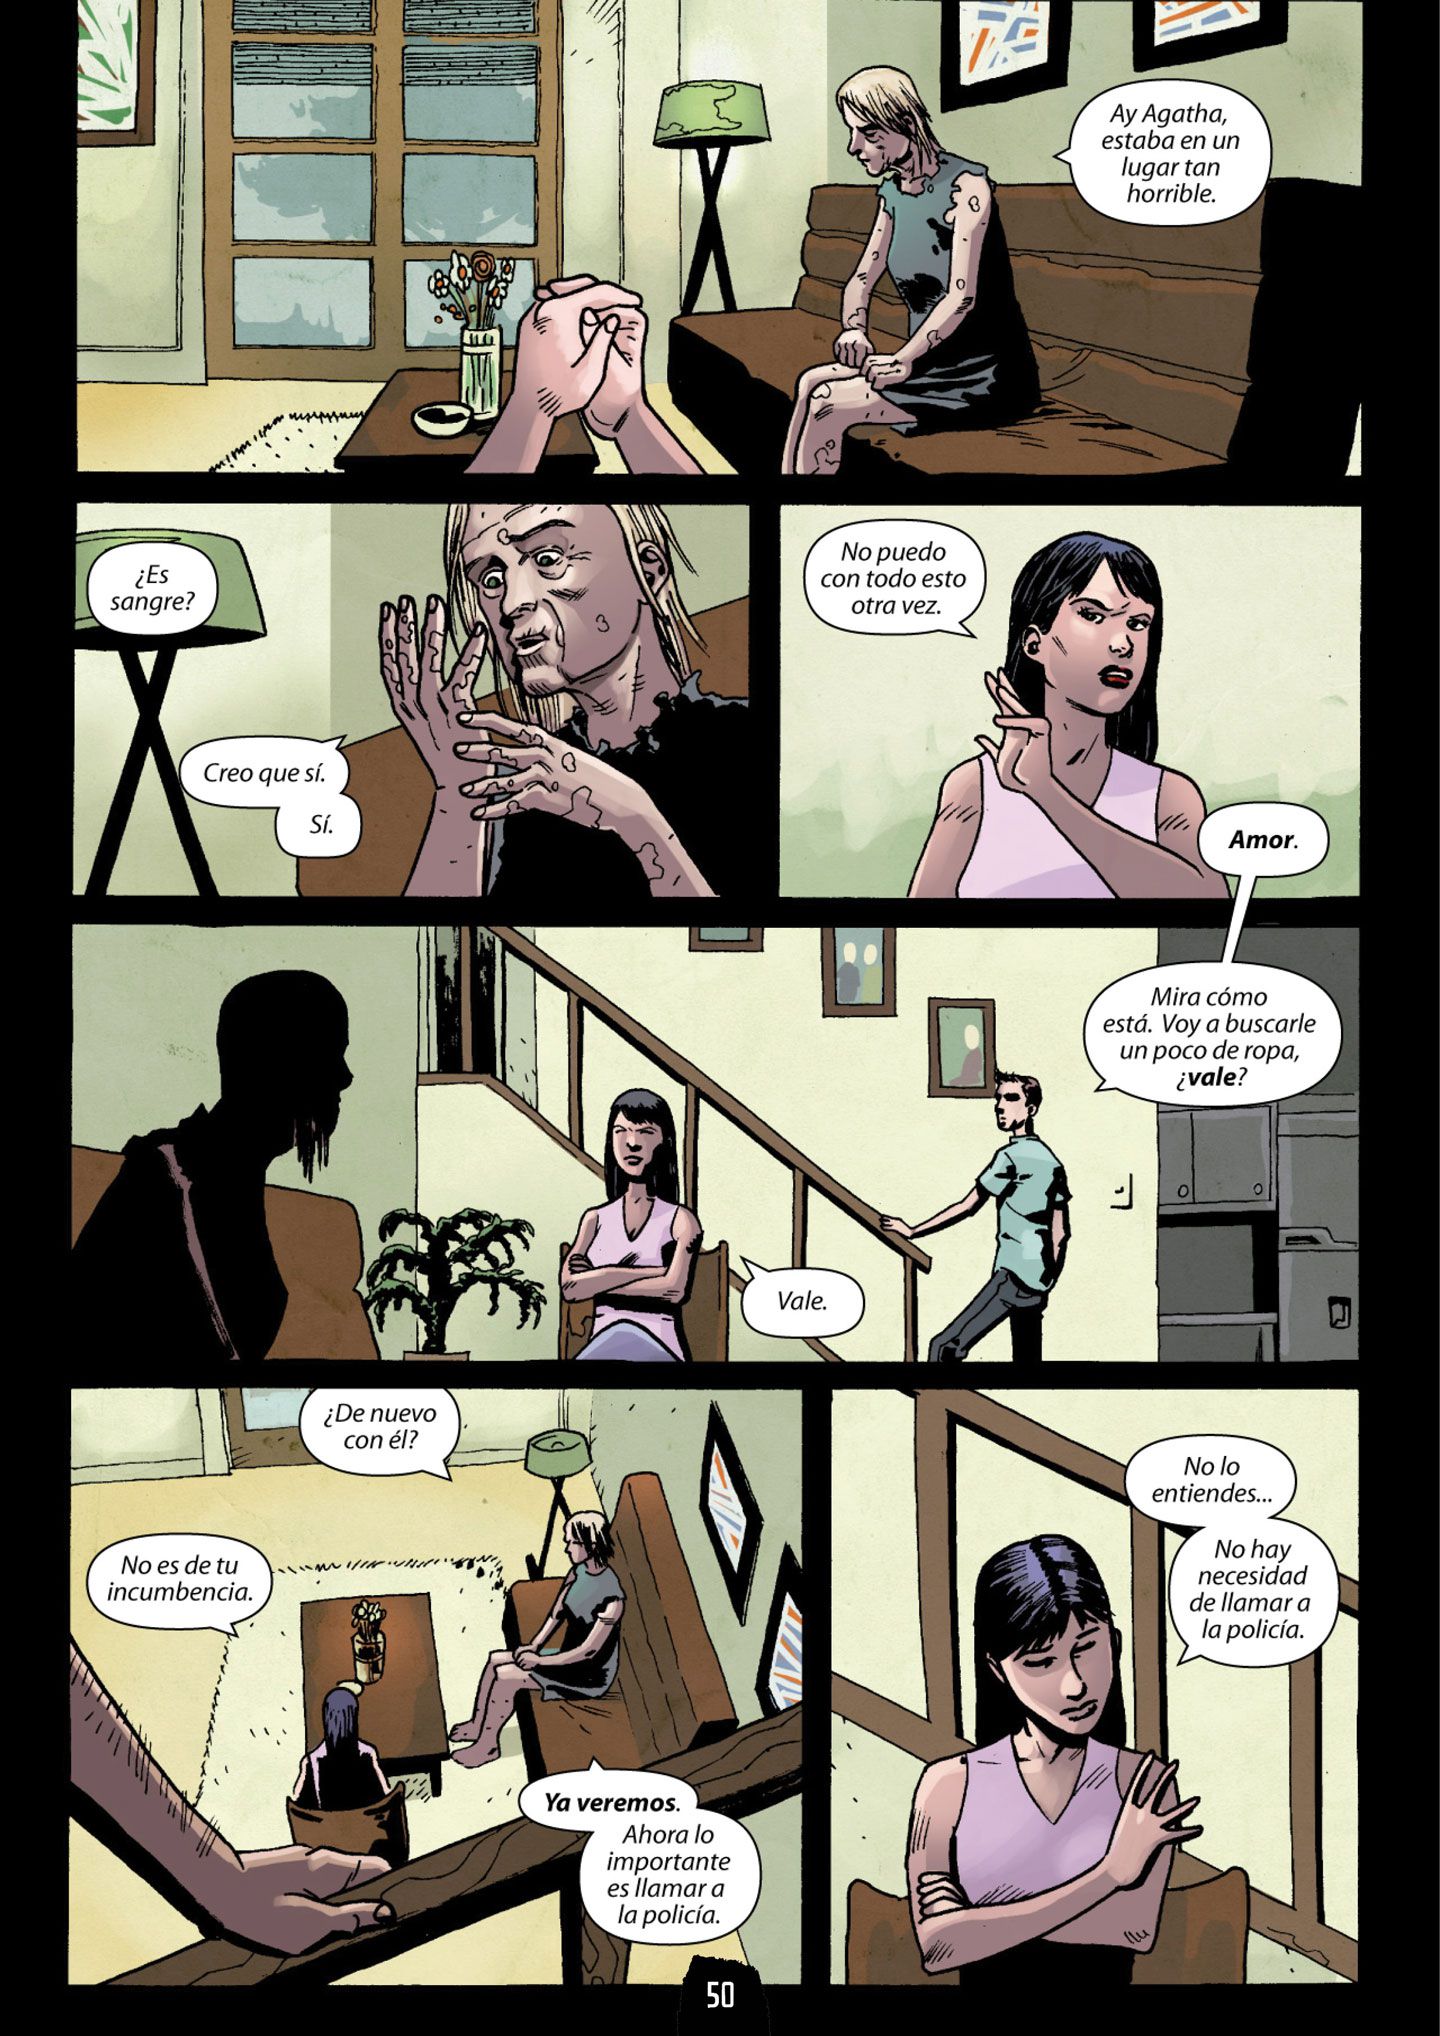 Ay Agatha,
estaba en un
lugar tan
horrible.
¿Es
sangre?
Creo que sí.
Sí.
No puedo
con todo esto
otra vez.
Amor.
Mira cómo
está. Voy a buscarle
un poco de ropa,
¿vale?
Vale.
¿De nuevo
con él?
No es de tu
incumbencia.
Ya veremos.
Ahora lo
importante
es llamar a
la policía.
No lo
entiendes...
No hay
necesidad
de llamar a
la policía.
50